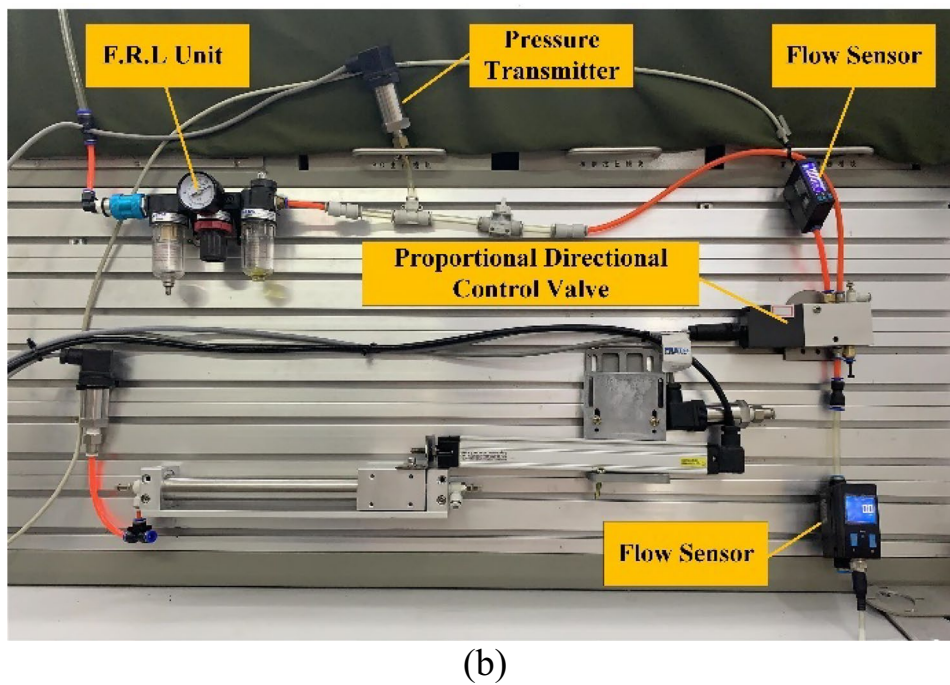 F.R.L Unit
Pressure
Transmitter
Flow Sensor
Proportional Directional
Control Valve
Flow Sensor
(b)